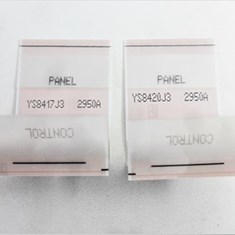 PANEL
YS8417J3 2950A
CONTROL
PANEL
YS8420J3 2950A
CONTROL